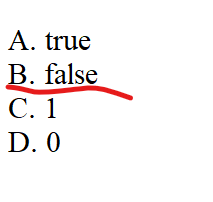 A. true
B. false
C. 1
D. 0